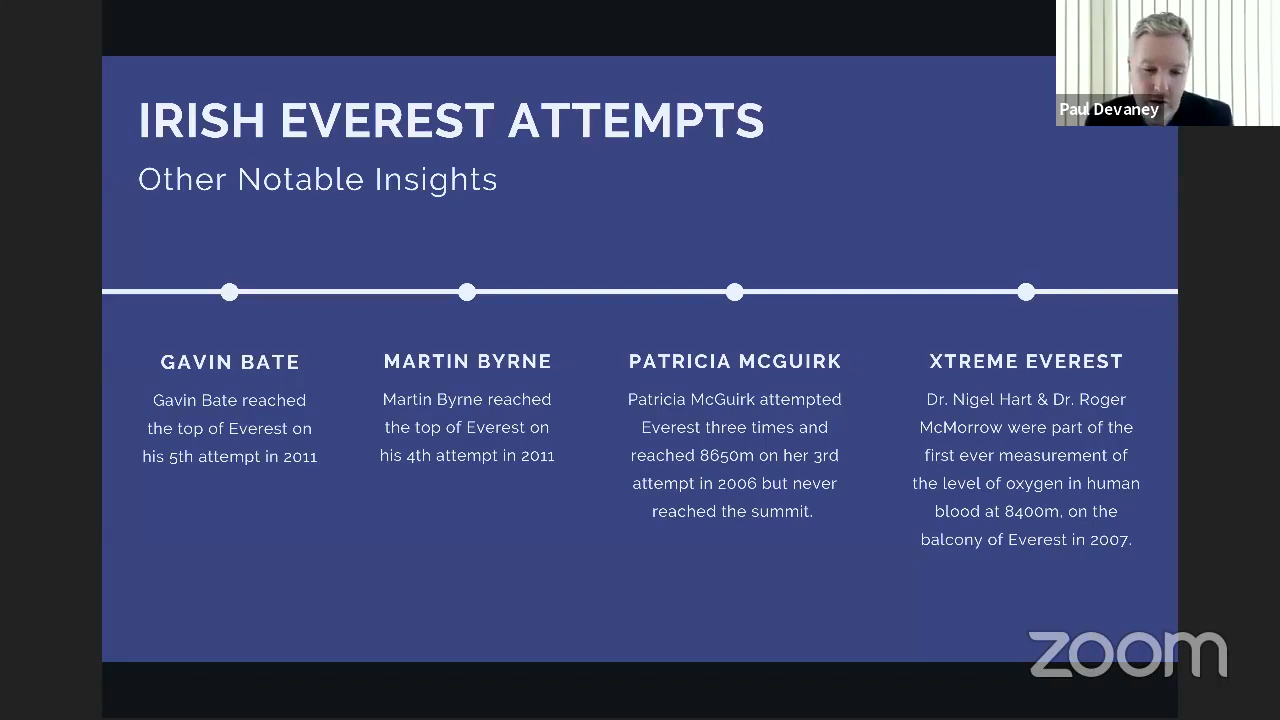 IRISH EVEREST ATTEMPTS
Other Notable Insights
Paul Devaney
GAVIN BATE
Gavin Bate reached
the top of Everest on
his 5th attempt in 2011
MARTIN BYRNE
Martin Byrne reached
the top of Everest on
his 4th attempt in 2011
PATRICIA MCGUIRK
Patricia McGuirk attempted
Everest three times and
reached 8650m on her 3rd
attempt in 2006 but never
reached the summit.
XTREME EVEREST
Dr. Nigel Hart & Dr. Roger
McMorrow were part of the
first ever measurement of
the level of oxygen in human
blood at 8400m, on the
balcony of Everest in 2007.
zoom